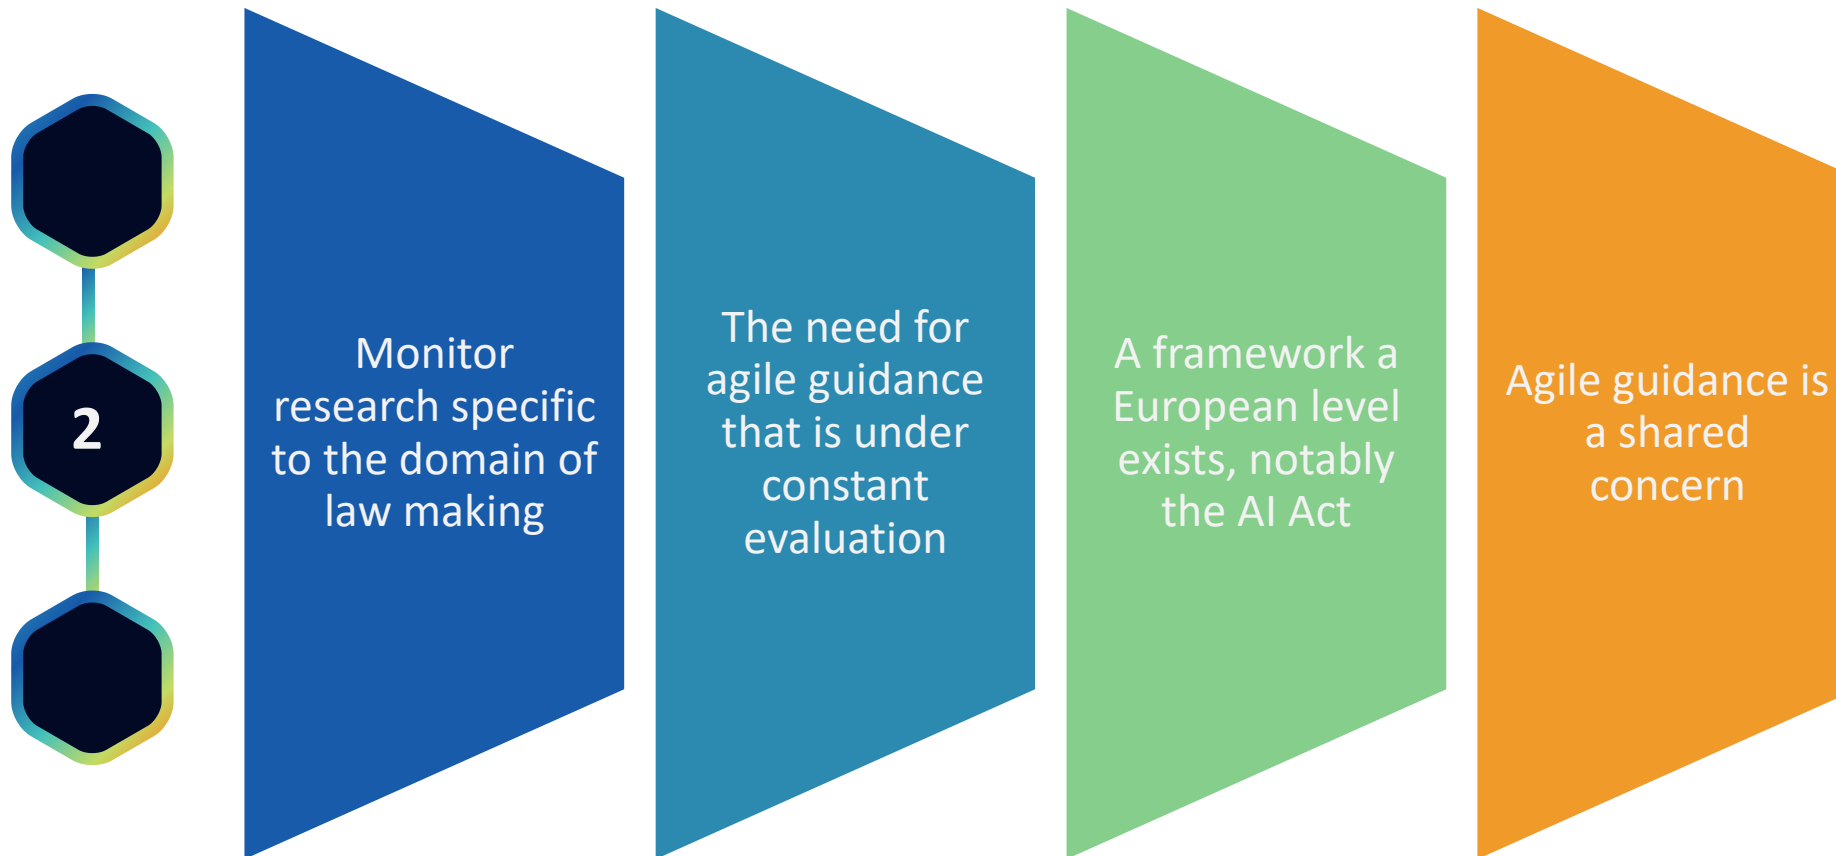 2
Monitor
research specific
to the domain of
law making
The need for
agile guidance
that is under
constant
evaluation
A framework a
European level
exists, notably
the AI Act
Agile guidance is
a shared
concern